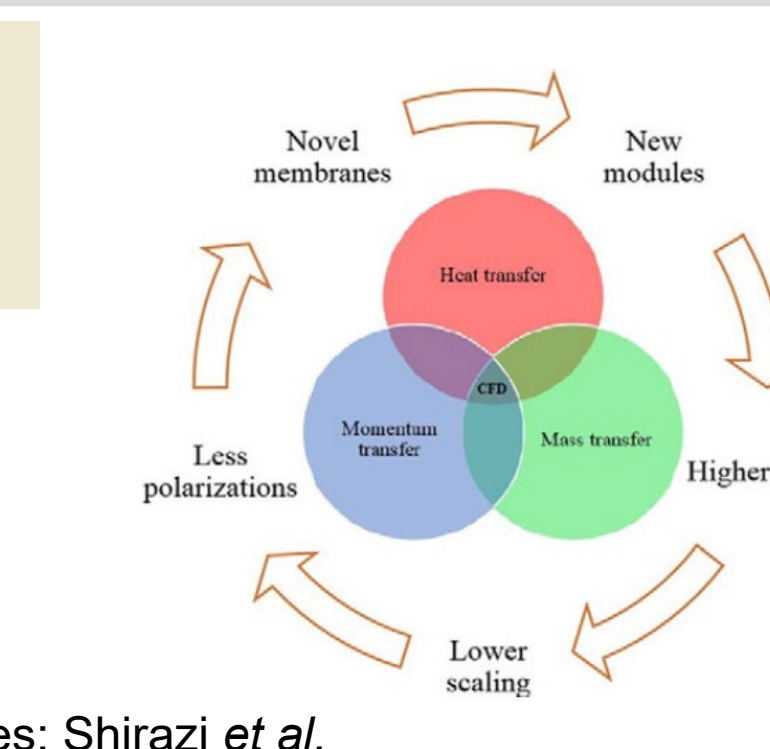 Novel
membranes
New
modules
Heat transfer
CFD
Momentum
transfer
Mass transfer
Less
polarizations
Higher
Lower
scaling
es: Shirazi et al.